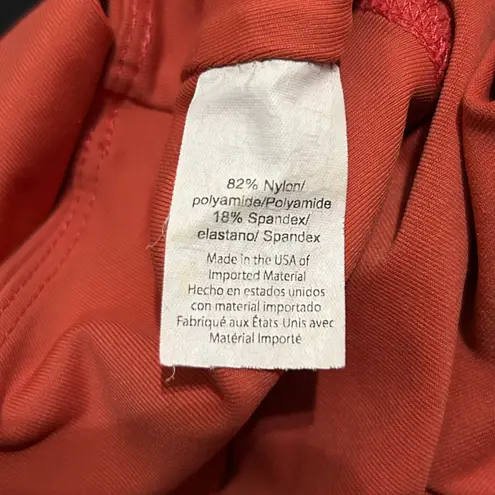 82% Nylon/
polyamide/Polyamide
18% Spandex/
elastano/ Spandex
Made in the USA of
Imported Material
Hecho en estados unidos
con material importado
Fabriqué aux États-Unis avec
Matérial Importé